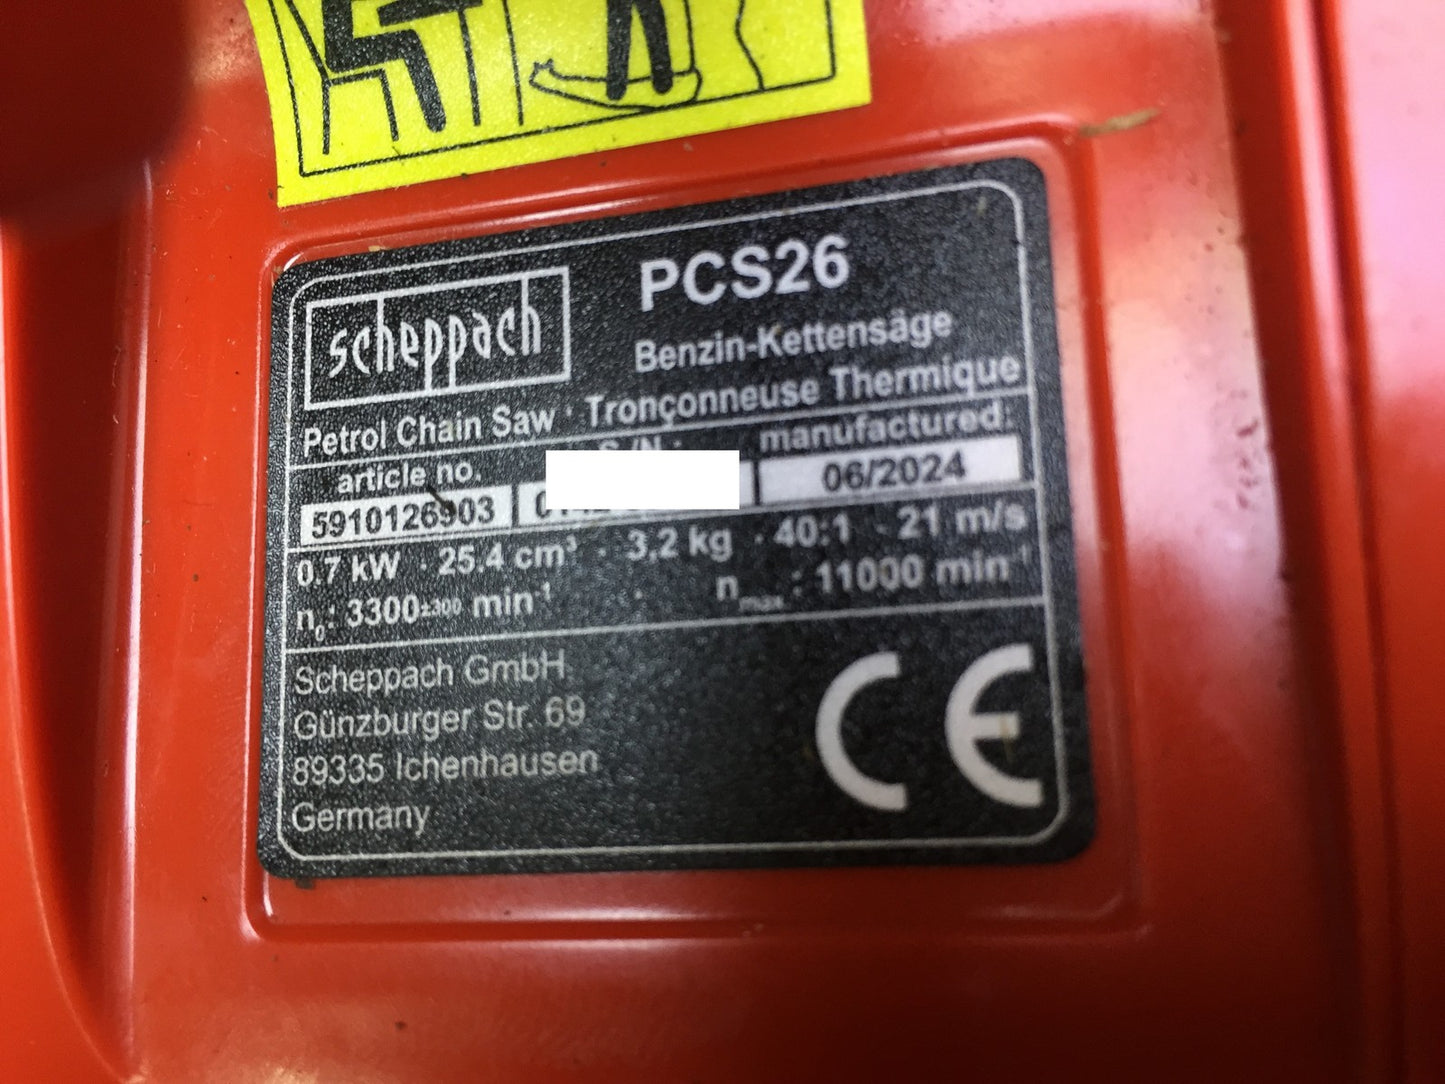 scheppach
PCS26
Benzin-Kettensäge
Petrol Chain Saw · Tronçonneuse Thermique
article no. manufactured:
5910126903 06/2024
0.7 kW · 25.4 cm³ · 3,2 kg · 40:1 · 21 m/s
n₀: 3300±300 min⁻¹ · nmax : 11000 min⁻¹
Scheppach GmbH
Günzburger Str. 69
89335 Ichenhausen
Germany
CE